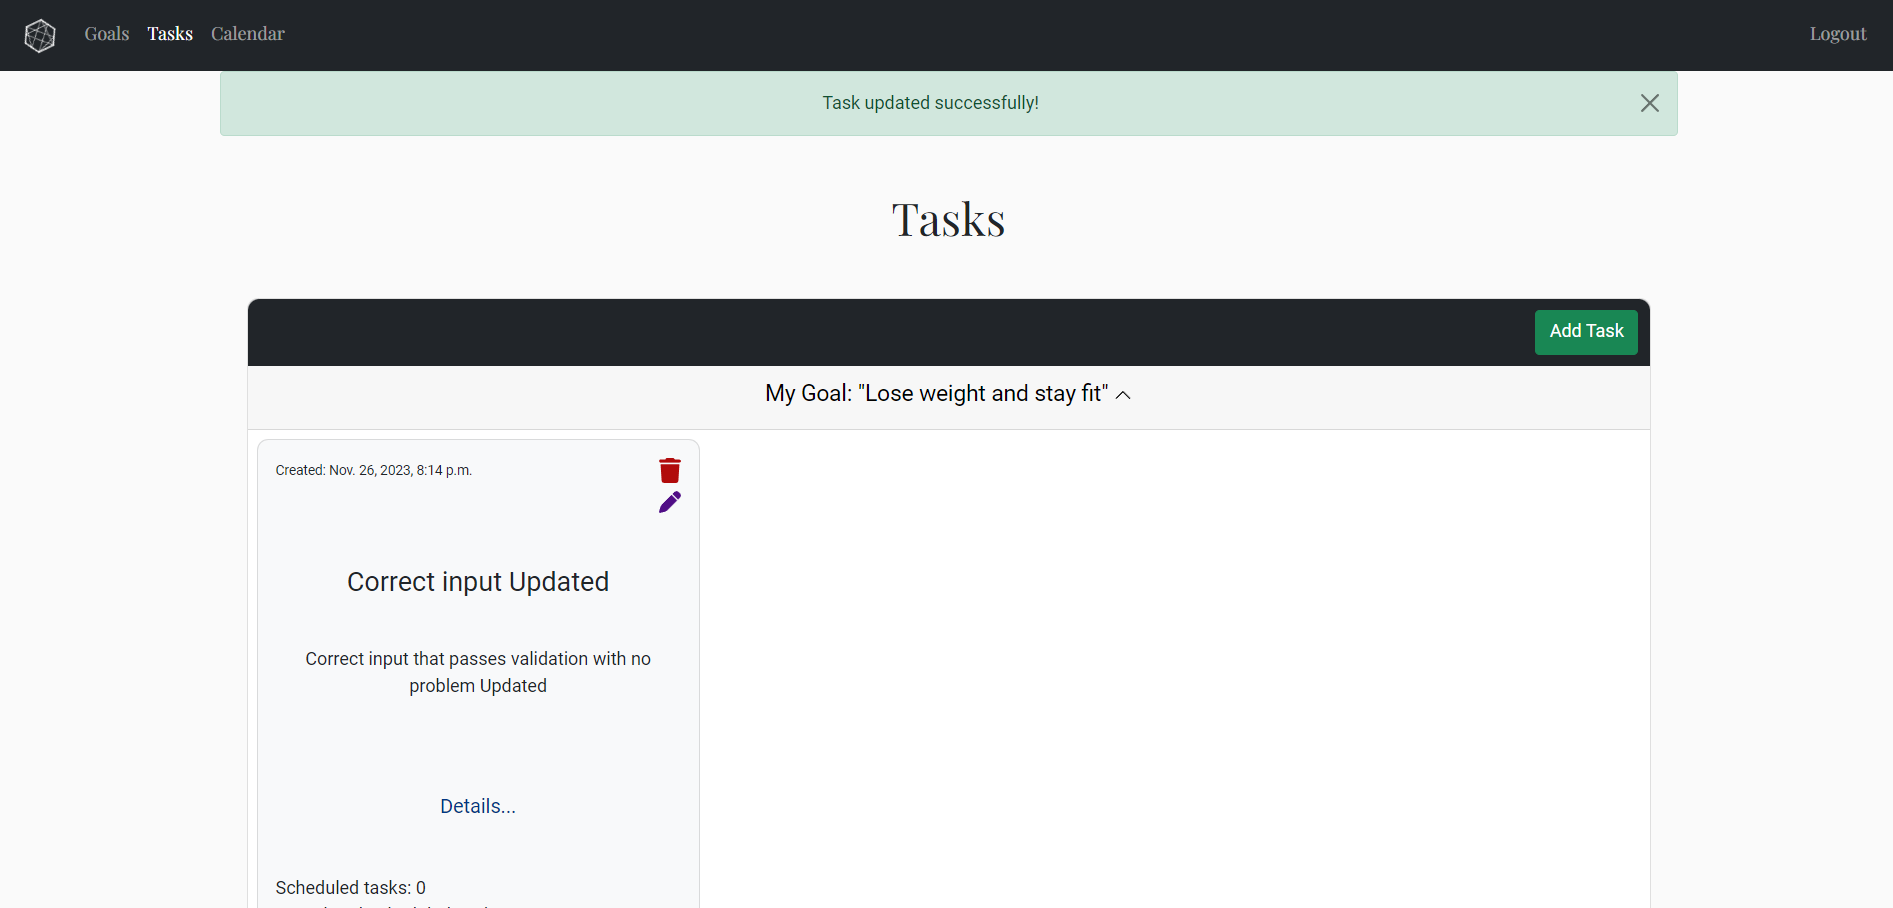 Goals Tasks Calendar Logout
Task updated successfully!
Tasks
Add Task
My Goal: "Lose weight and stay fit"
Created: Nov. 26, 2023, 8:14 p.m.
Correct input Updated
Correct input that passes validation with no
problem Updated
Details...
Scheduled tasks: 0